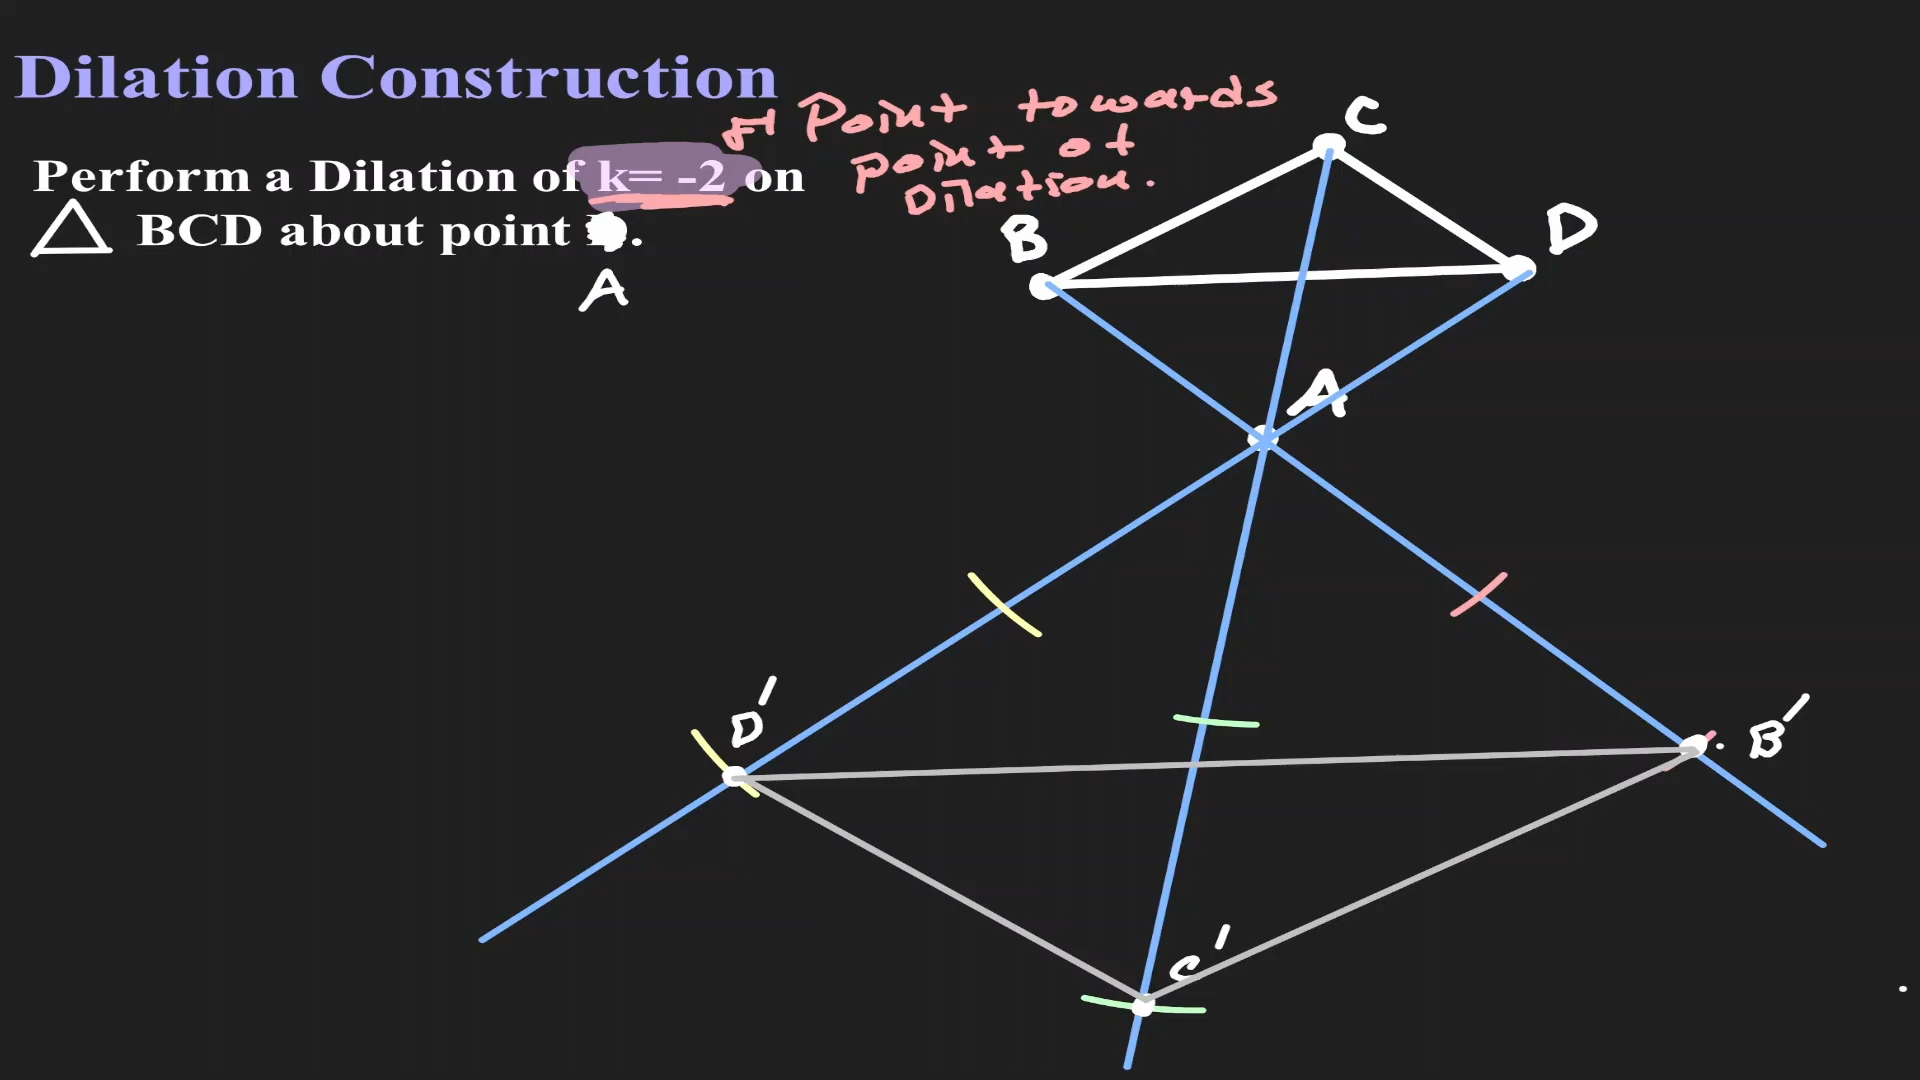 Dilation Construction
Point towards
point of
Dilation.
Perform a Dilation of k= -2 on
BCD about point .
A
C
B
D
A
D'
B'
C'